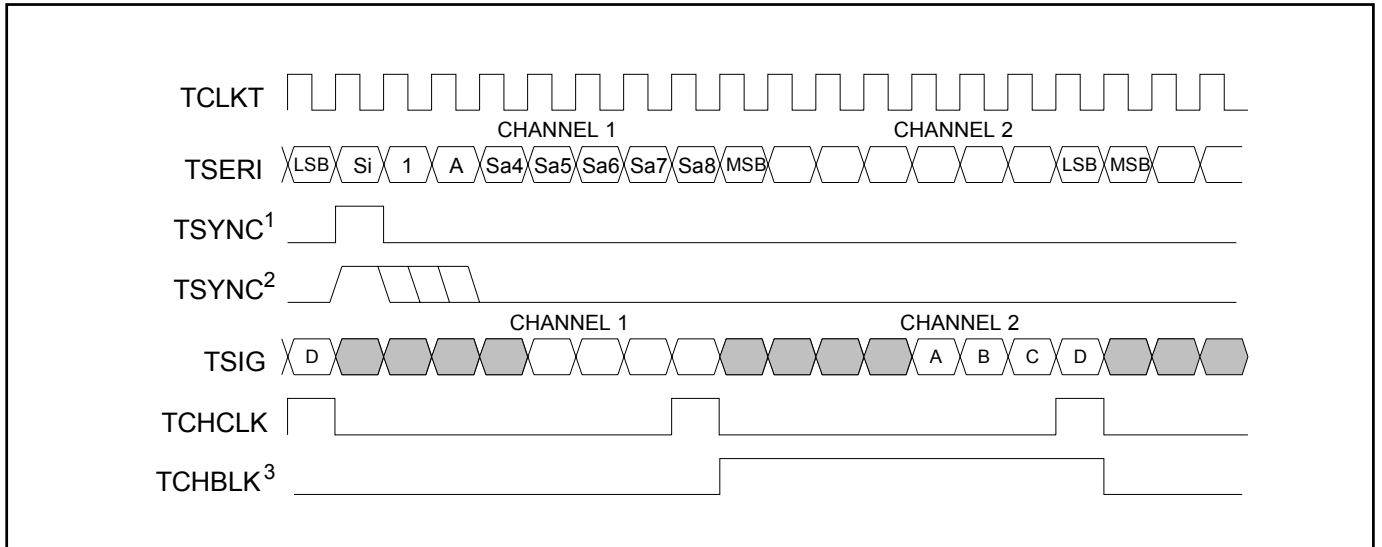 TCLKT
CHANNEL 1 CHANNEL 2
TSERI LSB Si 1 A Sa4 Sa5 Sa6 Sa7 Sa8 MSB LSB MSB
TSYNC1
TSYNC2
CHANNEL 1 CHANNEL 2
TSIG D A B C D
TCHCLK
TCHBLK3